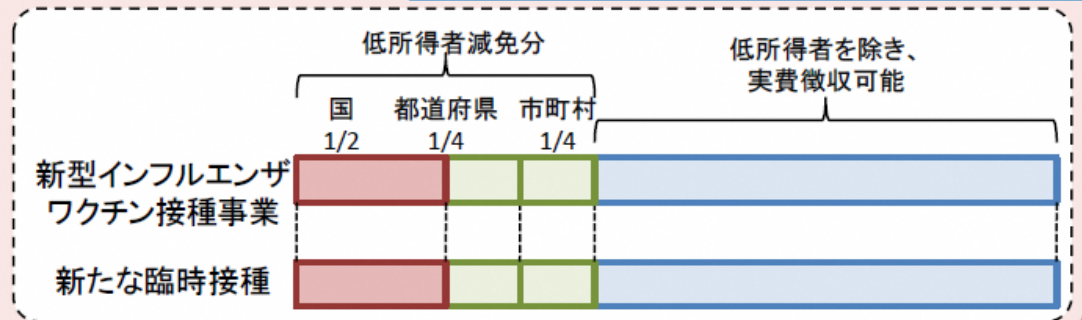 低所得者減免分
低所得者を除き、
実費徴収可能
国
都道府県
市町村
1/2
1/4
1/4
新型インフルエンザ
ワクチン接種事業
新たな臨時接種